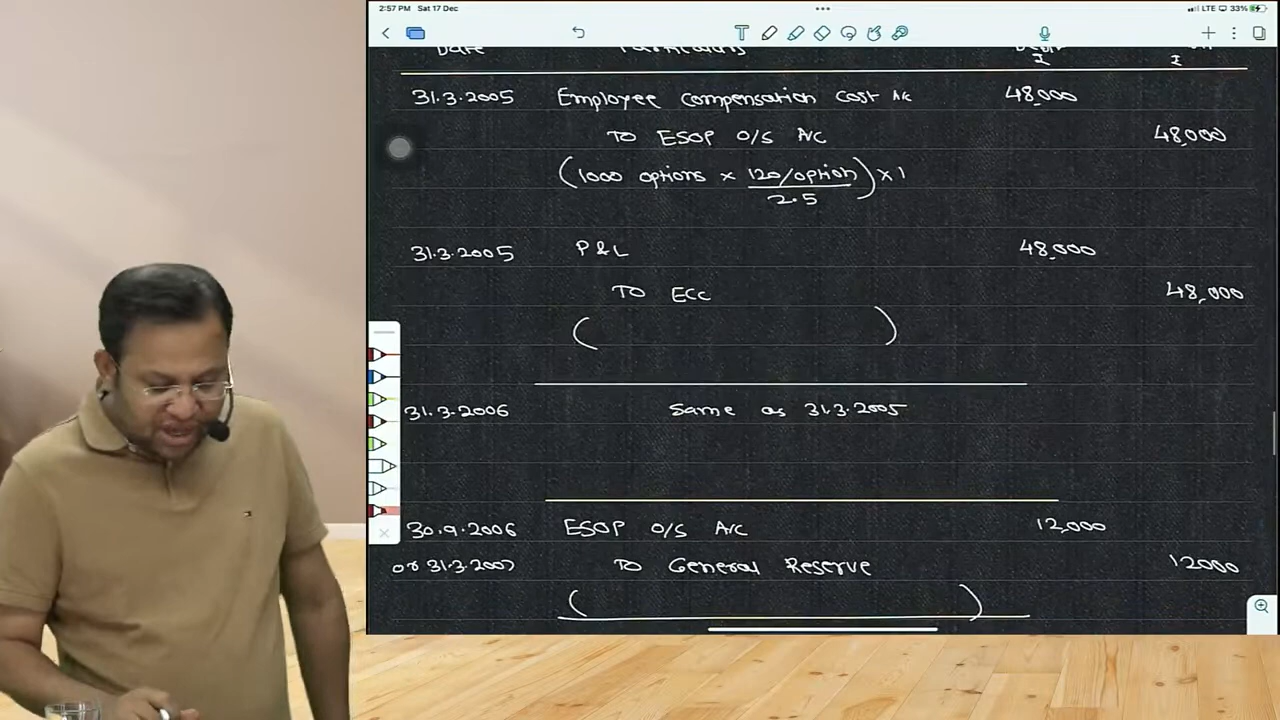 2:57 PM Sat 17 Dec
LTE 33%
Date Particulars
I I
31.3.2005 Employee compensation cost A/c 48,000
TO ESOP O/S A/C 48,000
(1000 options x 120/option) x 1
2.5
31.3.2005 P & L 48,000
TO ECC 48,000
( )
31.3.2006 Same as 31.3.2005
30.9.2006 ESOP O/S A/C 12,000
or 31.3.2007 TO General Reserve 12000
( )